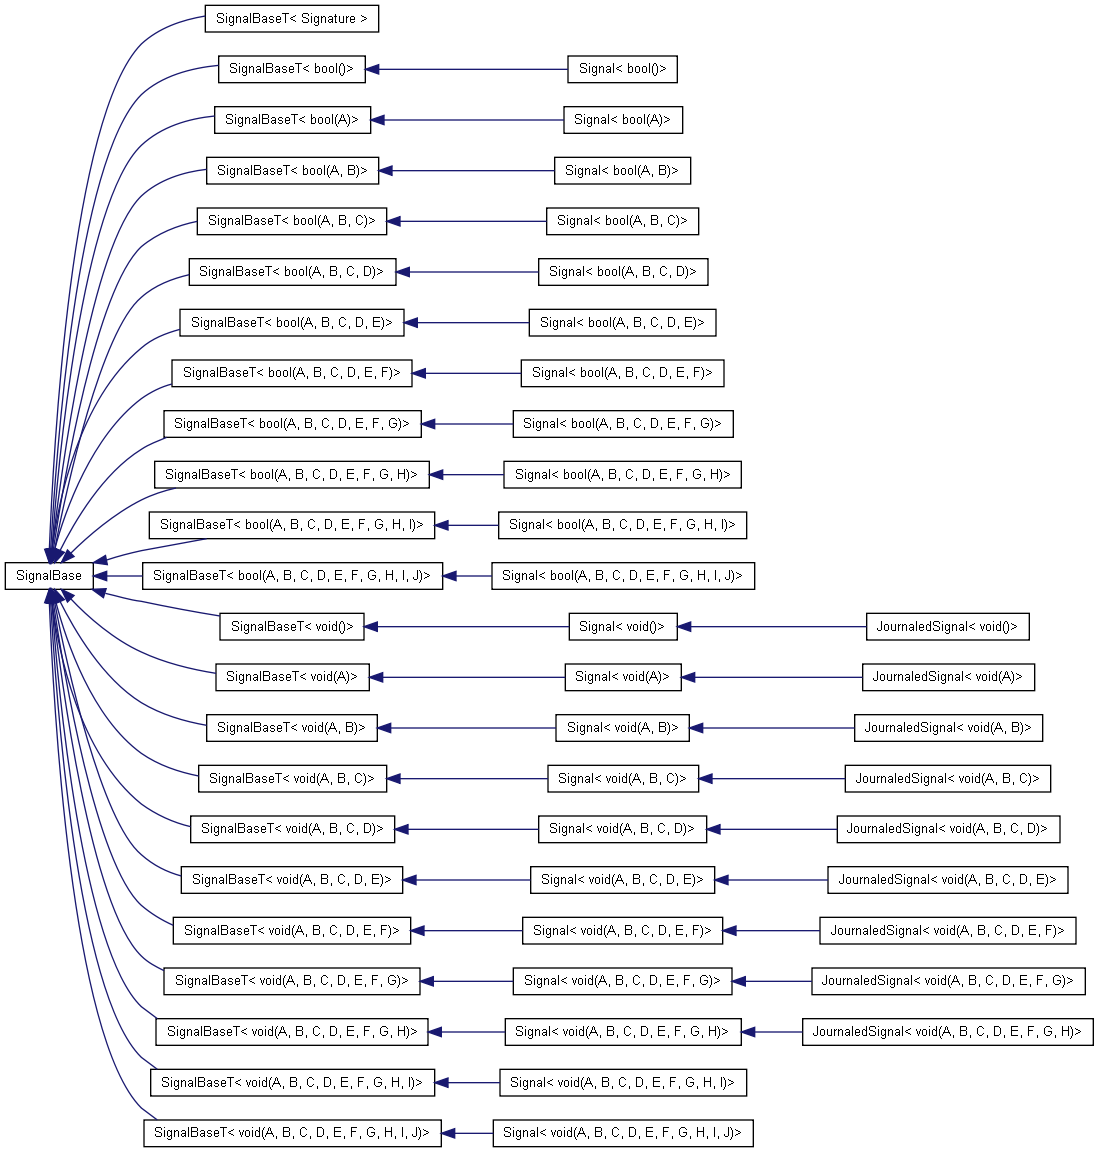 SignalBaseT< Signature >
SignalBaseT< bool()>
Signal< bool()>
SignalBaseT< bool(A)>
Signal< bool(A)>
SignalBaseT< bool(A, B)>
Signal< bool(A, B)>
SignalBaseT< bool(A, B, C)>
Signal< bool(A, B, C)>
SignalBaseT< bool(A, B, C, D)>
Signal< bool(A, B, C, D)>
SignalBaseT< bool(A, B, C, D, E)>
Signal< bool(A, B, C, D, E)>
SignalBaseT< bool(A, B, C, D, E, F)>
Signal< bool(A, B, C, D, E, F)>
SignalBaseT< bool(A, B, C, D, E, F, G)>
Signal< bool(A, B, C, D, E, F, G)>
SignalBaseT< bool(A, B, C, D, E, F, G, H)>
Signal< bool(A, B, C, D, E, F, G, H)>
SignalBaseT< bool(A, B, C, D, E, F, G, H, I)>
Signal< bool(A, B, C, D, E, F, G, H, I)>
SignalBase
SignalBaseT< bool(A, B, C, D, E, F, G, H, I, J)>
Signal< bool(A, B, C, D, E, F, G, H, I, J)>
SignalBaseT< void()>
Signal< void()>
JournaledSignal< void()>
SignalBaseT< void(A)>
Signal< void(A)>
JournaledSignal< void(A)>
SignalBaseT< void(A, B)>
Signal< void(A, B)>
JournaledSignal< void(A, B)>
SignalBaseT< void(A, B, C)>
Signal< void(A, B, C)>
JournaledSignal< void(A, B, C)>
SignalBaseT< void(A, B, C, D)>
Signal< void(A, B, C, D)>
JournaledSignal< void(A, B, C, D)>
SignalBaseT< void(A, B, C, D, E)>
Signal< void(A, B, C, D, E)>
JournaledSignal< void(A, B, C, D, E)>
SignalBaseT< void(A, B, C, D, E, F)>
Signal< void(A, B, C, D, E, F)>
JournaledSignal< void(A, B, C, D, E, F)>
SignalBaseT< void(A, B, C, D, E, F, G)>
Signal< void(A, B, C, D, E, F, G)>
JournaledSignal< void(A, B, C, D, E, F, G)>
SignalBaseT< void(A, B, C, D, E, F, G, H)>
Signal< void(A, B, C, D, E, F, G, H)>
JournaledSignal< void(A, B, C, D, E, F, G, H)>
SignalBaseT< void(A, B, C, D, E, F, G, H, I)>
Signal< void(A, B, C, D, E, F, G, H, I)>
SignalBaseT< void(A, B, C, D, E, F, G, H, I, J)>
Signal< void(A, B, C, D, E, F, G, H, I, J)>